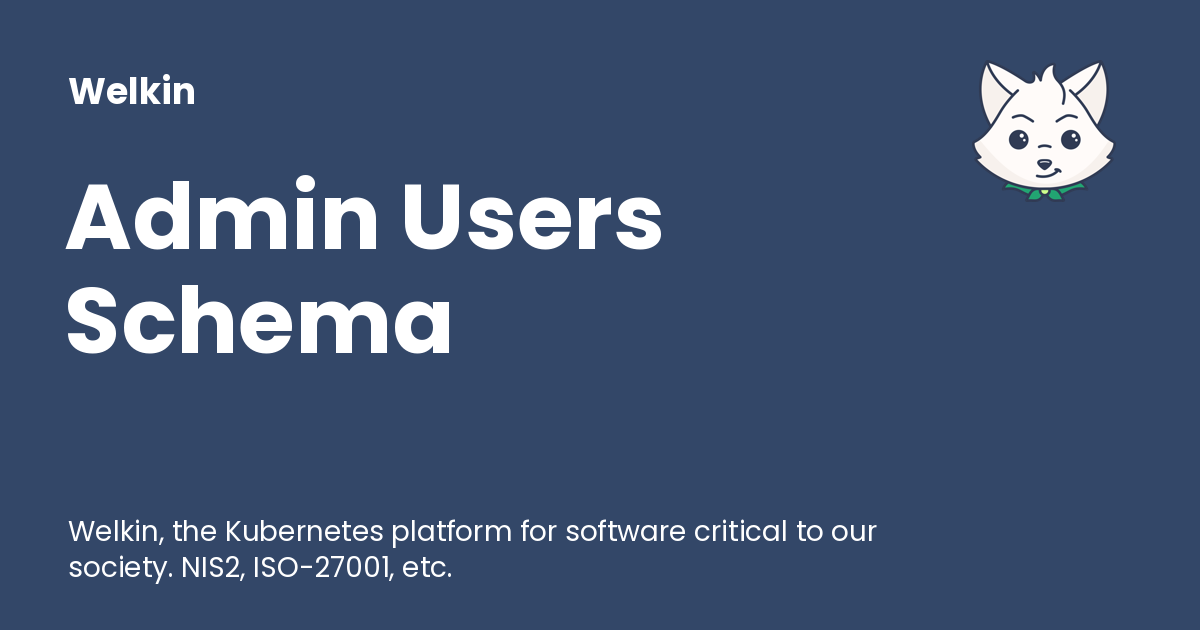 Welkin
Admin Users
Schema
Welkin, the Kubernetes platform for software critical to our
society. NIS2, ISO-27001, etc.